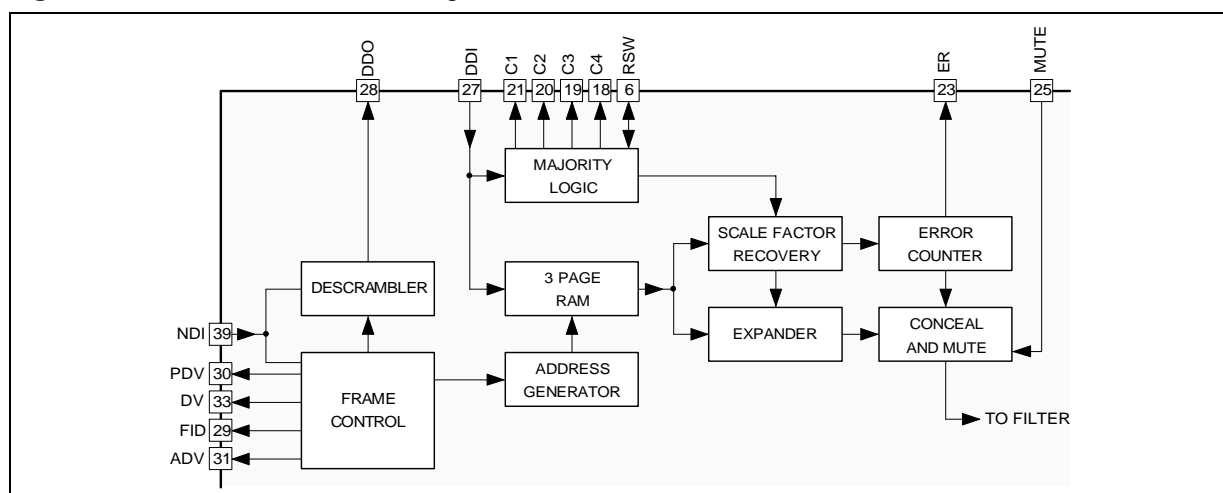 DDO
DDI
C1
C2
C3
C4
RSW
ER
MUTE
28
27
21
20
19
18
6
23
25
MAJORITY
LOGIC
SCALE FACTOR
RECOVERY
ERROR
COUNTER
DESCRAMBLER
3 PAGE
RAM
NDI
39
EXPANDER
CONCEAL
AND MUTE
PDV
30
DV
33
FID
29
ADV
31
FRAME
CONTROL
ADDRESS
GENERATOR
TO FILTER